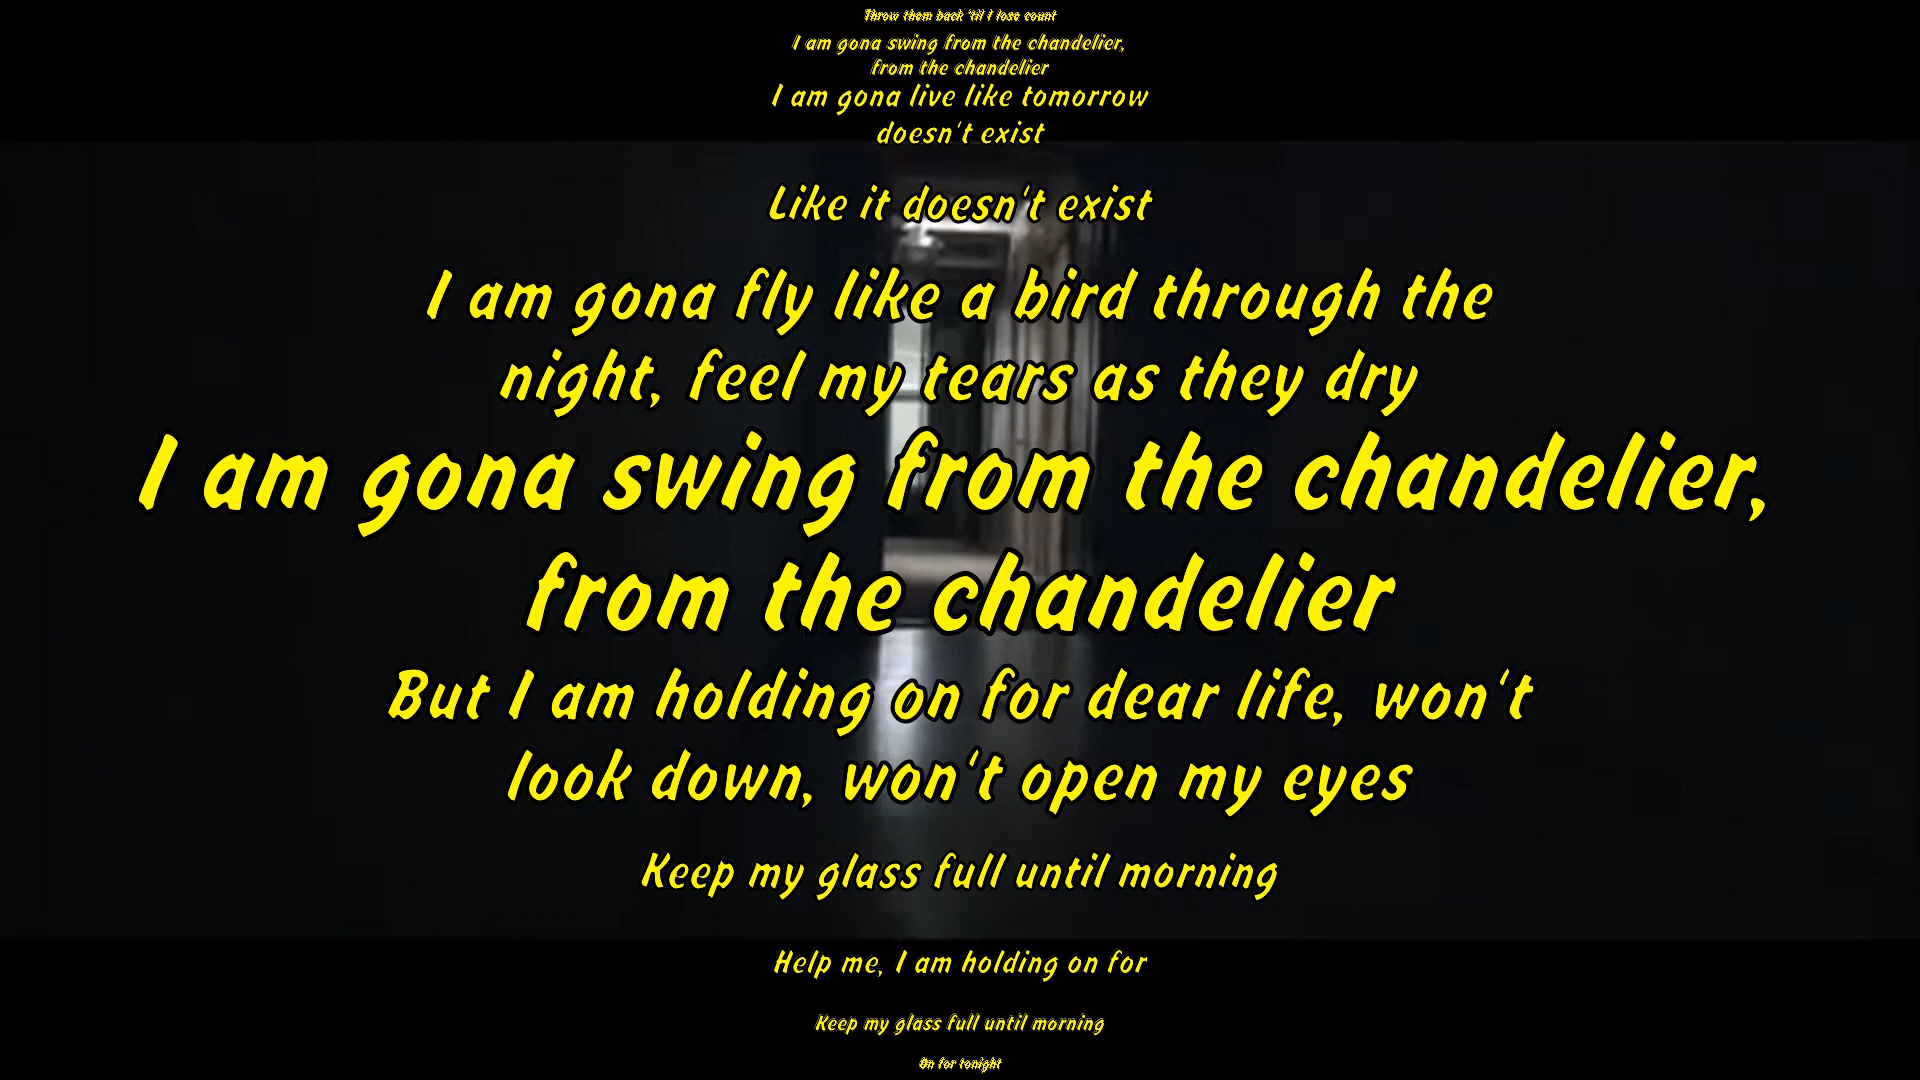 Throw them back 'til I lose count
I am gona swing from the chandelier,
from the chandelier
I am gona live like tomorrow
doesn't exist
Like it doesn't exist
I am gona fly like a bird through the
night, feel my tears as they dry
I am gona swing from the chandelier,
from the chandelier
But I am holding on for dear life, won't
look down, won't open my eyes
Keep my glass full until morning
Help me, I am holding on for
Keep my glass full until morning
On for tonight